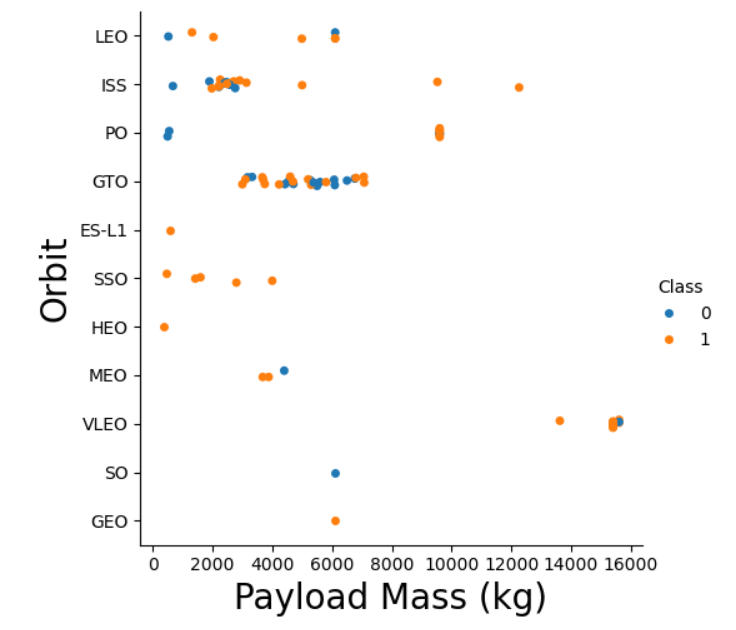 LEO
ISS
PO
GTO
ES-L1
SSO
HEO
MEO
VLEO
SO
GEO
Orbit
0 2000 4000 6000 8000 10000 12000 14000 16000
Payload Mass (kg)
Class
0
1